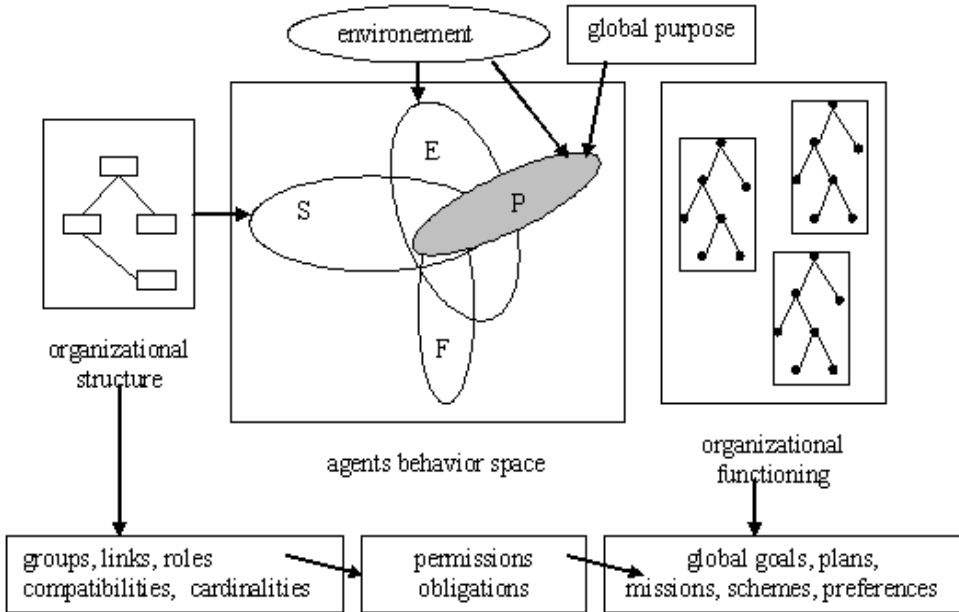 environement
global purpose
E
S
P
F
organizational
structure
agents behavior space
organizational
functioning
groups, links, roles
compatibilities, cardinalities
permissions
obligations
global goals, plans,
missions, schemes, preferences